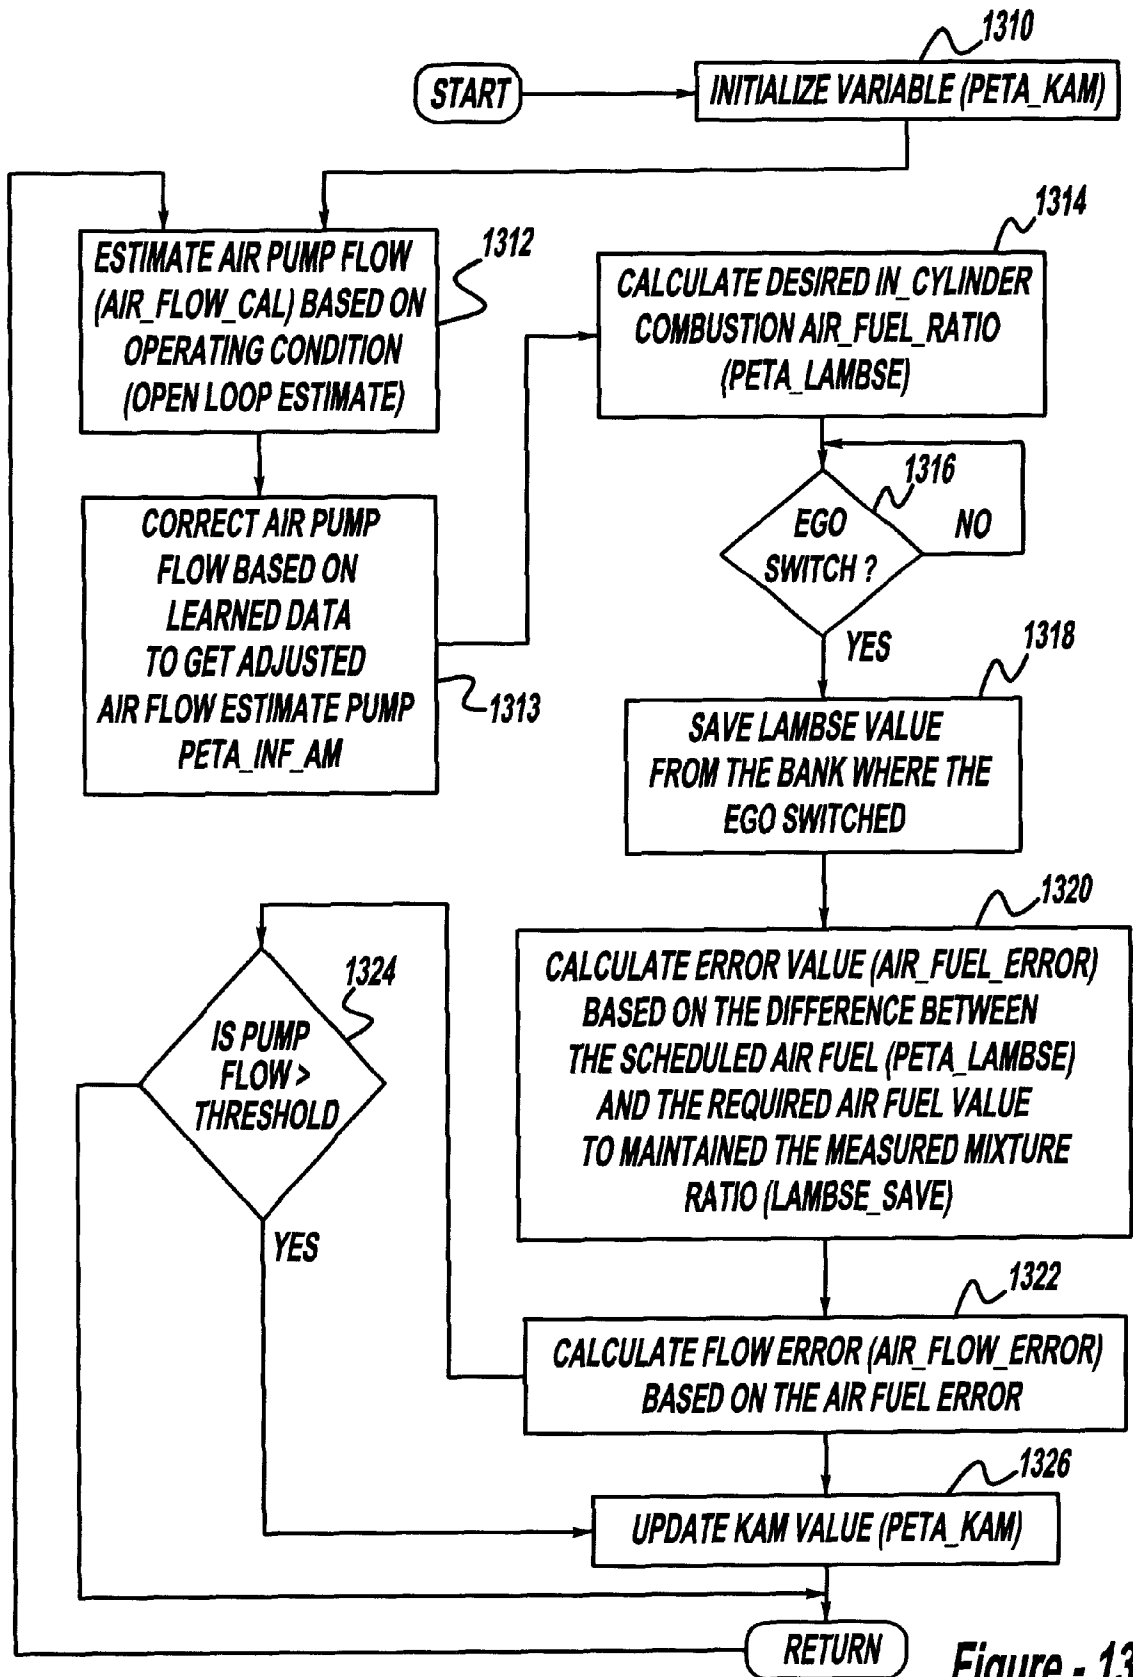 1310
START
INITIALIZE VARIABLE (PETA_KAM)
ESTIMATE AIR PUMP FLOW
(AIR_FLOW_CAL) BASED ON
OPERATING CONDITION
(OPEN LOOP ESTIMATE)
1312
CORRECT AIR PUMP
FLOW BASED ON
LEARNED DATA
TO GET ADJUSTED
AIR FLOW ESTIMATE PUMP
PETA_INF_AM
1313
1314
CALCULATE DESIRED IN_CYLINDER
COMBUSTION AIR_FUEL_RATIO
(PETA_LAMBSE)
1316
EGO
SWITCH ?
NO
YES
1318
SAVE LAMBSE VALUE
FROM THE BANK WHERE THE
EGO SWITCHED
1320
CALCULATE ERROR VALUE (AIR_FUEL_ERROR)
BASED ON THE DIFFERENCE BETWEEN
THE SCHEDULED AIR FUEL (PETA_LAMBSE)
AND THE REQUIRED AIR FUEL VALUE
TO MAINTAINED THE MEASURED MIXTURE
RATIO (LAMBSE_SAVE)
1322
CALCULATE FLOW ERROR (AIR_FLOW_ERROR)
BASED ON THE AIR FUEL ERROR
1324
IS PUMP
FLOW >
THRESHOLD
YES
1326
UPDATE KAM VALUE (PETA_KAM)
RETURN
Figure - 13